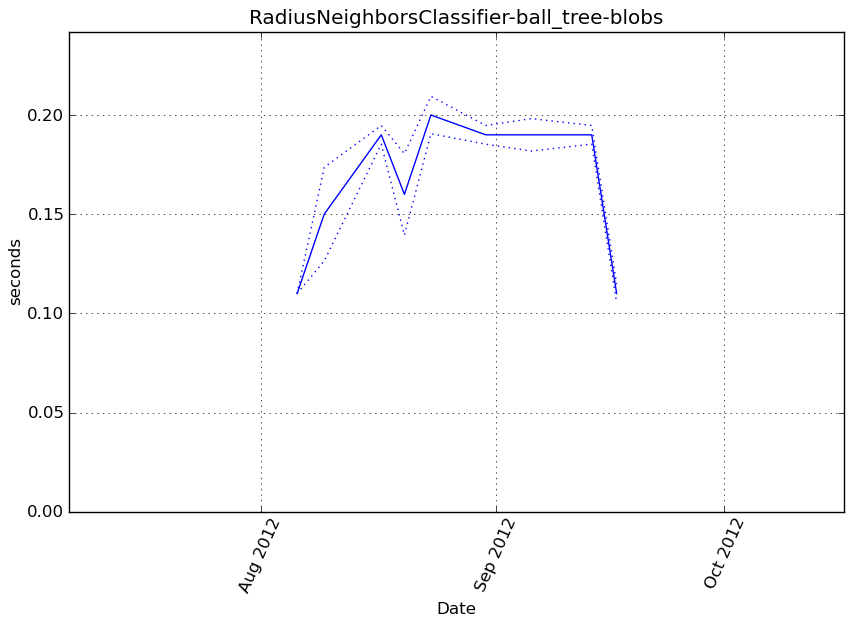 RadiusNeighborsClassifier-ball_tree-blobs
0.20
0.15
0.10
0.05
0.00
seconds
Aug 2012
Sep 2012
Oct 2012
Date